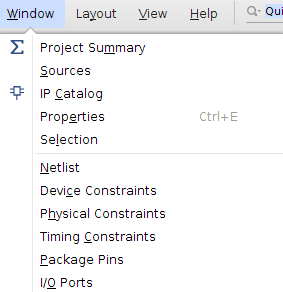 Window Layout View Help Qui
Project Summary
Sources
IP Catalog
Properties Ctrl+E
Selection
Netlist
Device Constraints
Physical Constraints
Timing Constraints
Package Pins
I/O Ports